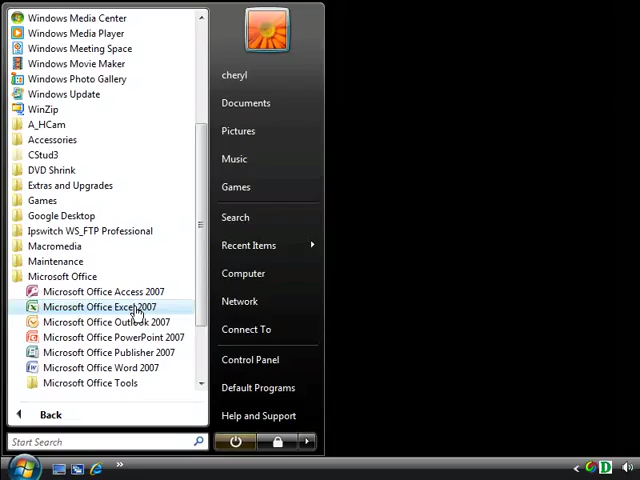 Windows Media Center
Windows Media Player
Windows Meeting Space
Windows Movie Maker
Windows Photo Gallery
Windows Update
WinZip
A_HCam
Accessories
CStud3
DVD Shrink
Extras and Upgrades
Games
Google Desktop
Ipswitch WS_FTP Professional
Macromedia
Maintenance
Microsoft Office
Microsoft Office Access 2007
Microsoft Office Excel 2007
Microsoft Office Outlook 2007
Microsoft Office PowerPoint 2007
Microsoft Office Publisher 2007
Microsoft Office Word 2007
Microsoft Office Tools
Back
Start Search
cheryl
Documents
Pictures
Music
Games
Search
Recent Items
Computer
Network
Connect To
Control Panel
Default Programs
Help and Support